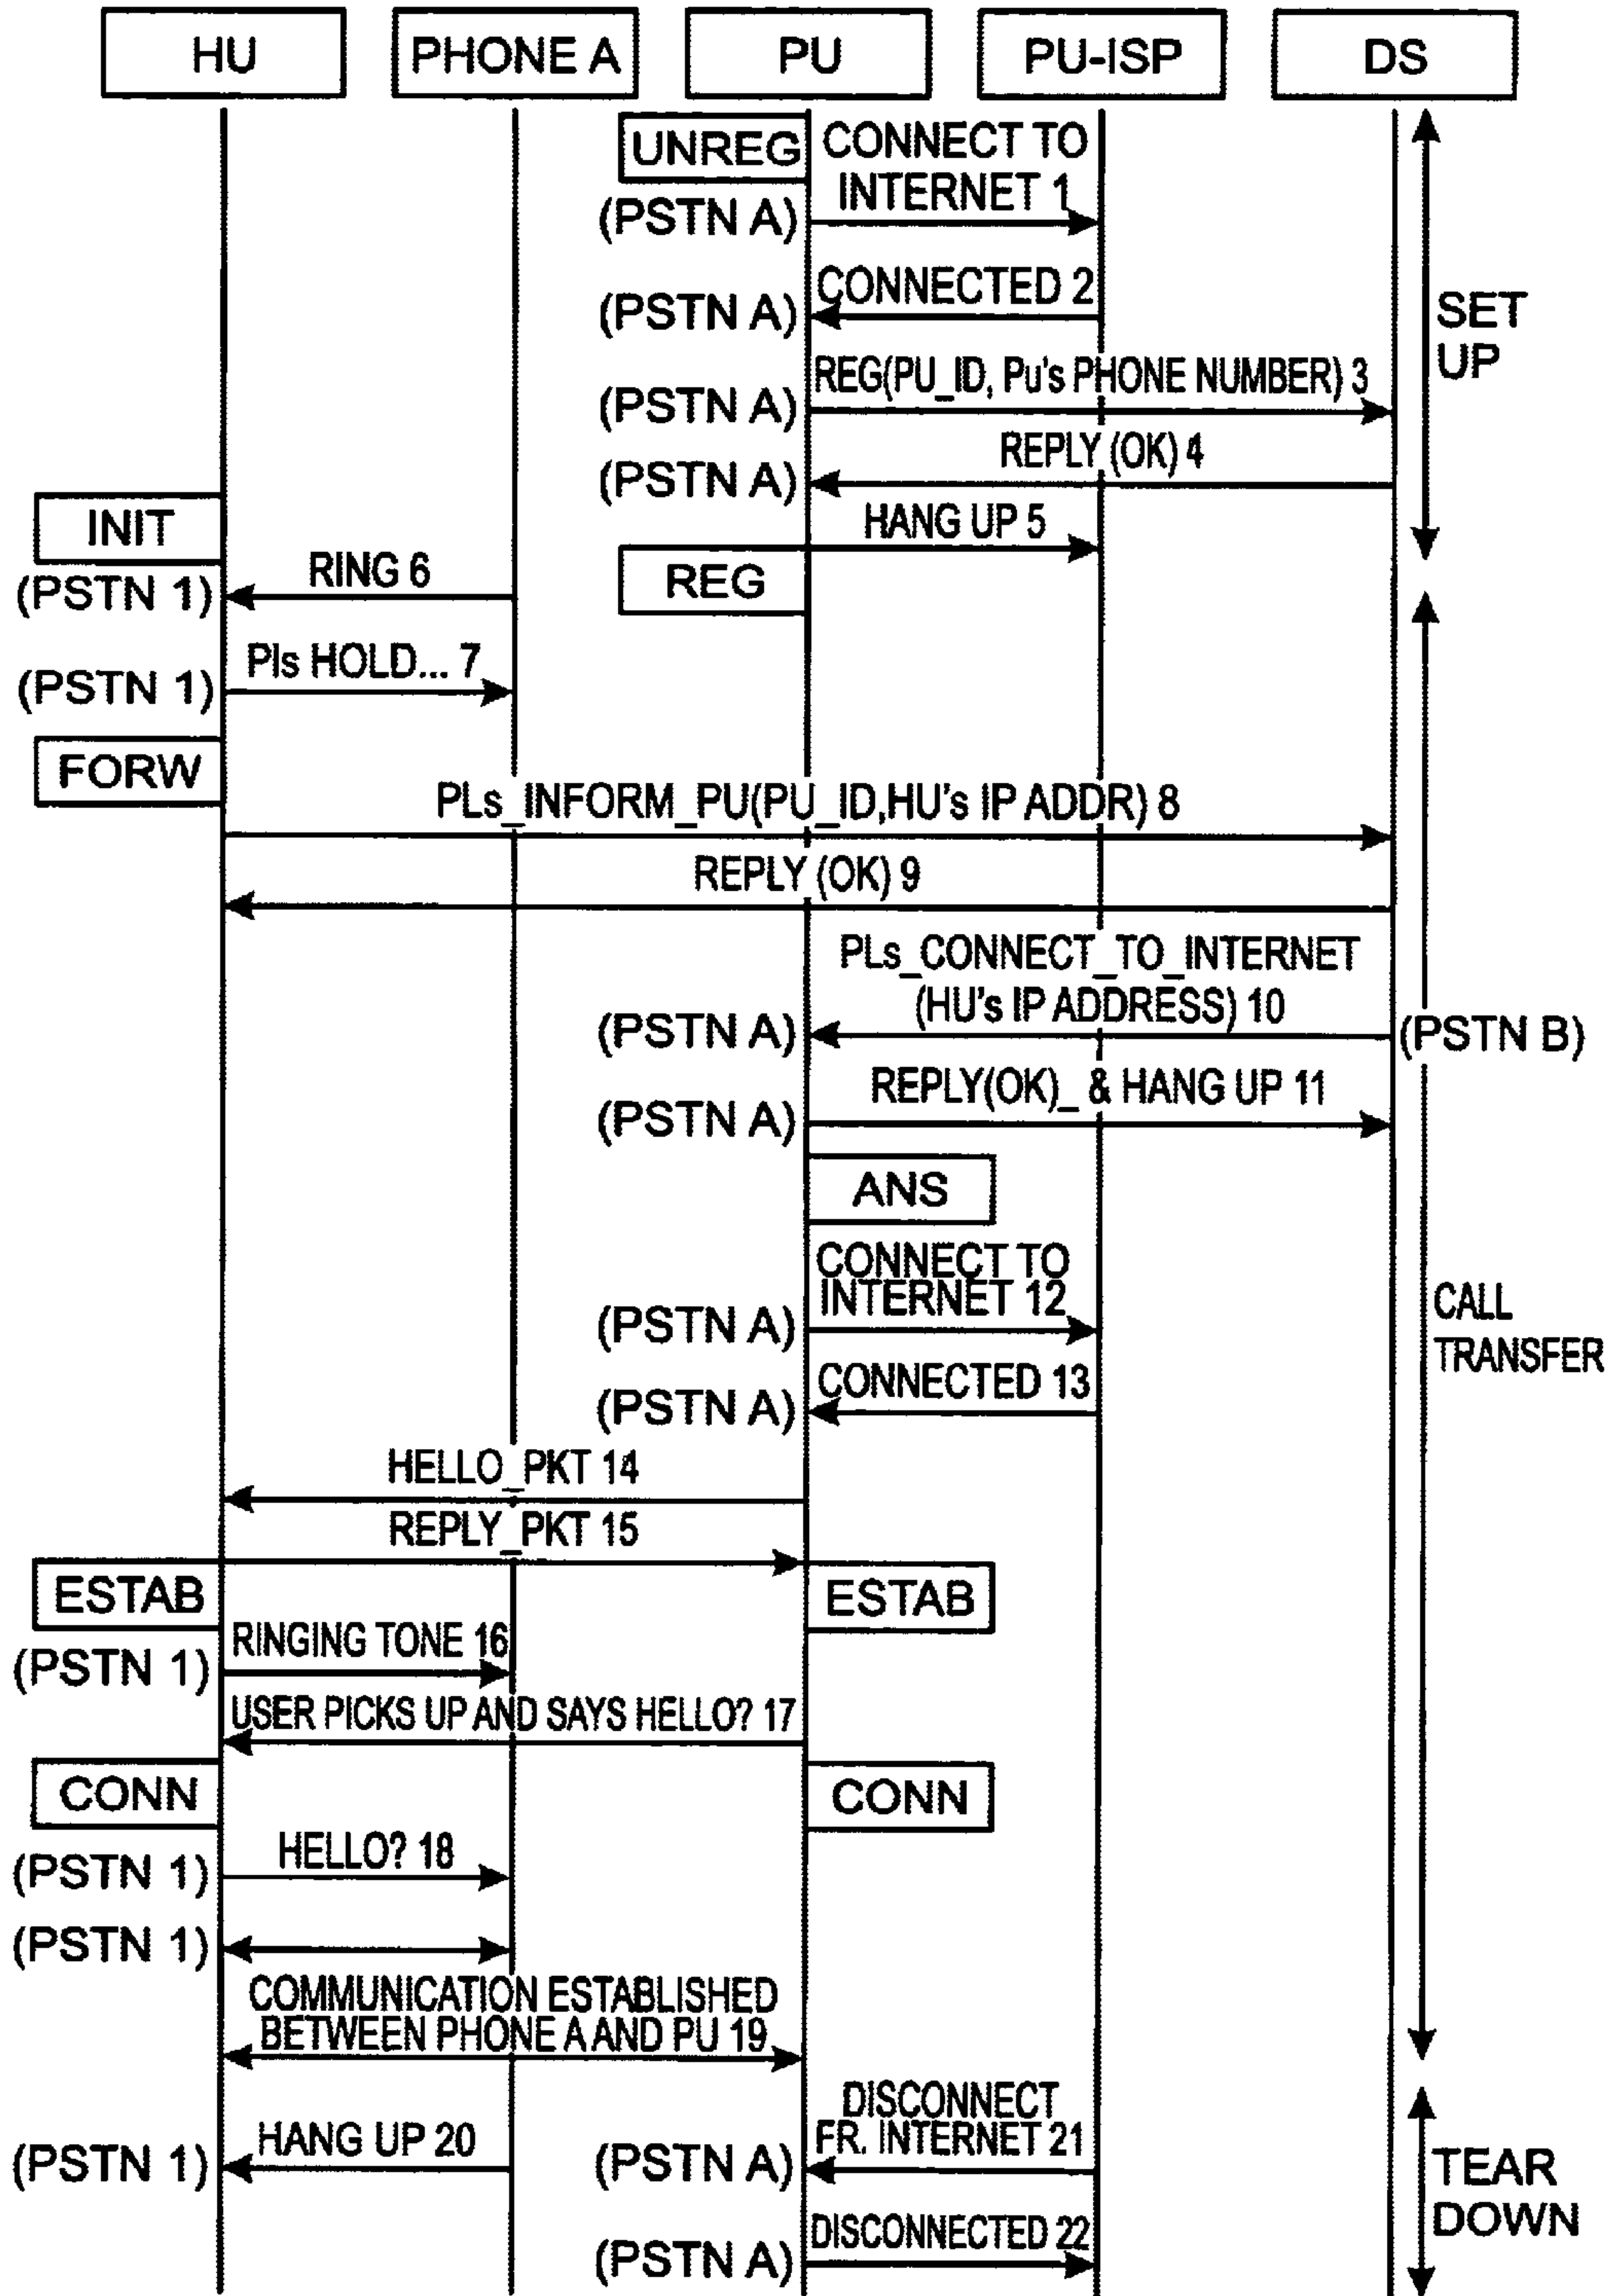 HU
PHONE A
PU
PU-ISP
DS
UNREG
CONNECT TO
INTERNET 1
(PSTN A)
CONNECTED 2
(PSTN A)
SET
UP
REG(PU_ID, Pu's PHONE NUMBER) 3
(PSTN A)
REPLY (OK) 4
(PSTN A)
INIT
HANG UP 5
REG
RING 6
(PSTN 1)
Pls HOLD... 7
(PSTN 1)
FORW
PLs_INFORM_PU(PU_ID,HU's IP ADDR) 8
REPLY (OK) 9
PLs_CONNECT_TO_INTERNET
(HU's IP ADDRESS) 10
(PSTN A)
(PSTN B)
REPLY(OK)_ & HANG UP 11
(PSTN A)
ANS
CONNECT TO
INTERNET 12
(PSTN A)
CALL
TRANSFER
CONNECTED 13
(PSTN A)
HELLO_PKT 14
REPLY_PKT 15
ESTAB
ESTAB
RINGING TONE 16
(PSTN 1)
USER PICKS UP AND SAYS HELLO? 17
CONN
CONN
HELLO? 18
(PSTN 1)
(PSTN 1)
COMMUNICATION ESTABLISHED
BETWEEN PHONE A AND PU 19
DISCONNECT
FR. INTERNET 21
HANG UP 20
(PSTN 1)
(PSTN A)
TEAR
DOWN
DISCONNECTED 22
(PSTN A)